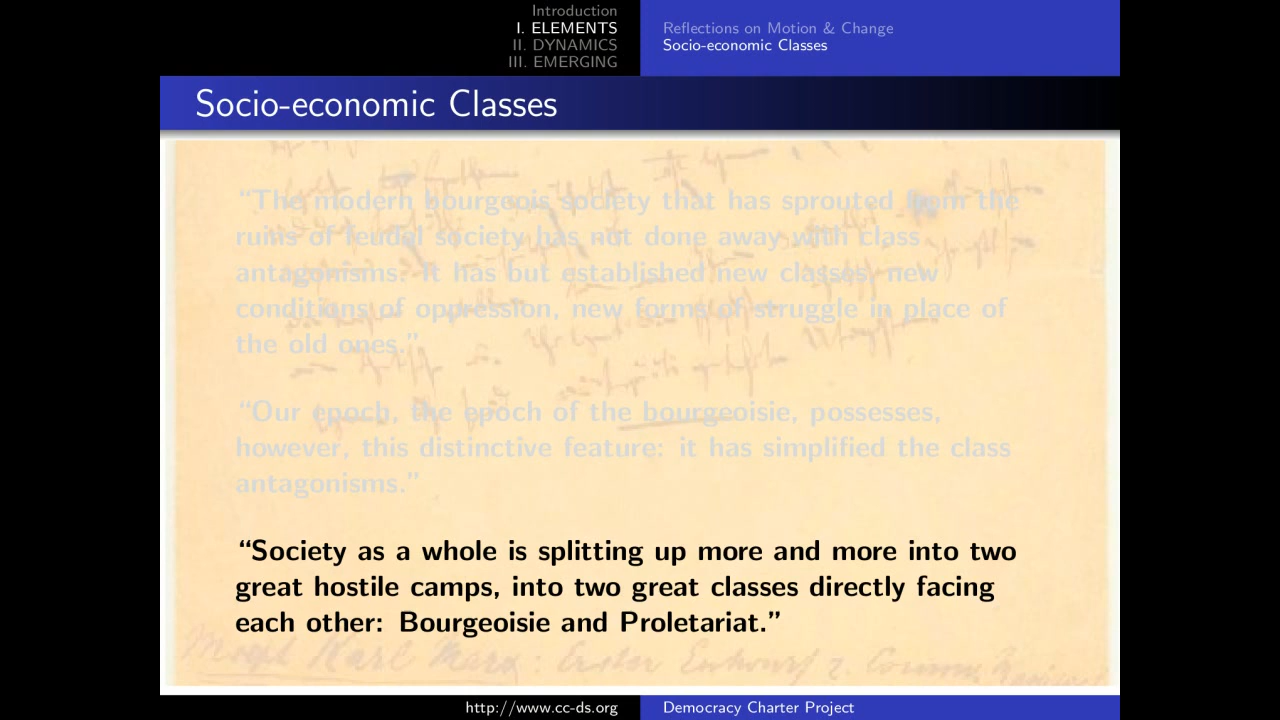 Introduction
I. ELEMENTS
II. DYNAMICS
III. EMERGING
Reflections on Motion & Change
Socio-economic Classes
Socio-economic Classes
“The modern bourgeois society that has sprouted from the
ruins of feudal society has not done away with class
antagonisms. It has but established new classes, new
conditions of oppression, new forms of struggle in place of
the old ones.”
“Our epoch, the epoch of the bourgeoisie, possesses,
however, this distinctive feature: it has simplified the class
antagonisms.”
“Society as a whole is splitting up more and more into two
great hostile camps, into two great classes directly facing
each other: Bourgeoisie and Proletariat.”
Karl Marx: Erster Entwurf
http://www.cc-ds.org
Democracy Charter Project